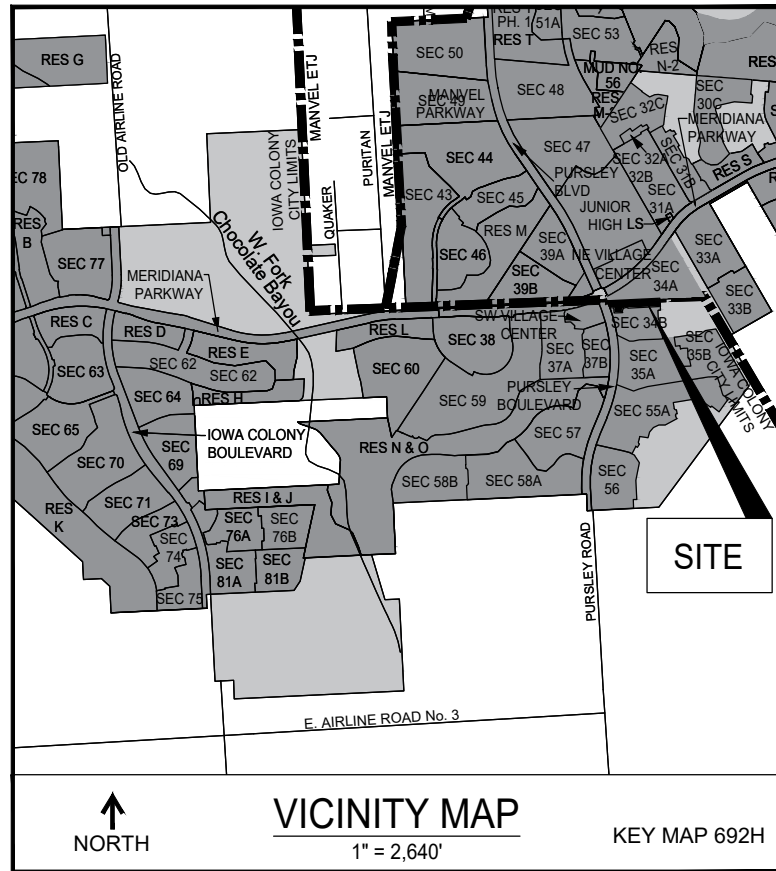 RES G
OLD AIRLINE ROAD
IOWA COLONY
CITY LIMITS
MANVEL ETJ
QUAKER
PURITAN
MANVEL ETJ
PH. 1
51A
RES T
SEC 50
SEC 53
RES
N-2
RES
MUD NO.
56
RES
M-
SEC 49
MANVEL
PARKWAY
SEC 48
SEC 32C
SEC
30C
MERIDIANA
PARKWAY
SEC 47
SEC 44
SEC 32A
32B
SEC 31B
RES S
EC 78
RES
B
SEC 77
SEC 43
SEC 45
PURSLEY
BLVD
JUNIOR
HIGH LS
SEC
31A
W. Fork
Chocolate Bayou
RES M
SEC 46
SEC
39A
SEC
39B
NE VILLAGE
CENTER
SEC
34A
SEC
33A
SEC
33B
MERIDIANA
PARKWAY
RES C
RES D
RES E
RES L
SEC 38
SW VILLAGE
CENTER
SEC 34B
SEC
35B
IOWA COLONY
CITY LIMITS
SEC 63
SEC 62
SEC 62
SEC 60
SEC
37A
SEC
37B
SEC
35A
SEC 64
RES H
SEC 59
PURSLEY
BOULEVARD
SEC 55A
SEC 65
IOWA COLONY
BOULEVARD
SEC
69
RES N & O
SEC 57
SEC 70
SEC 58B
SEC 58A
SEC
56
RES
K
SEC 71
SEC 73
SEC
74
RES I & J
SEC
76A
SEC
76B
SEC
81A
SEC
81B
SEC 75
SITE
PURSLEY ROAD
E. AIRLINE ROAD No. 3
NORTH
VICINITY MAP
1" = 2,640'
KEY MAP 692H